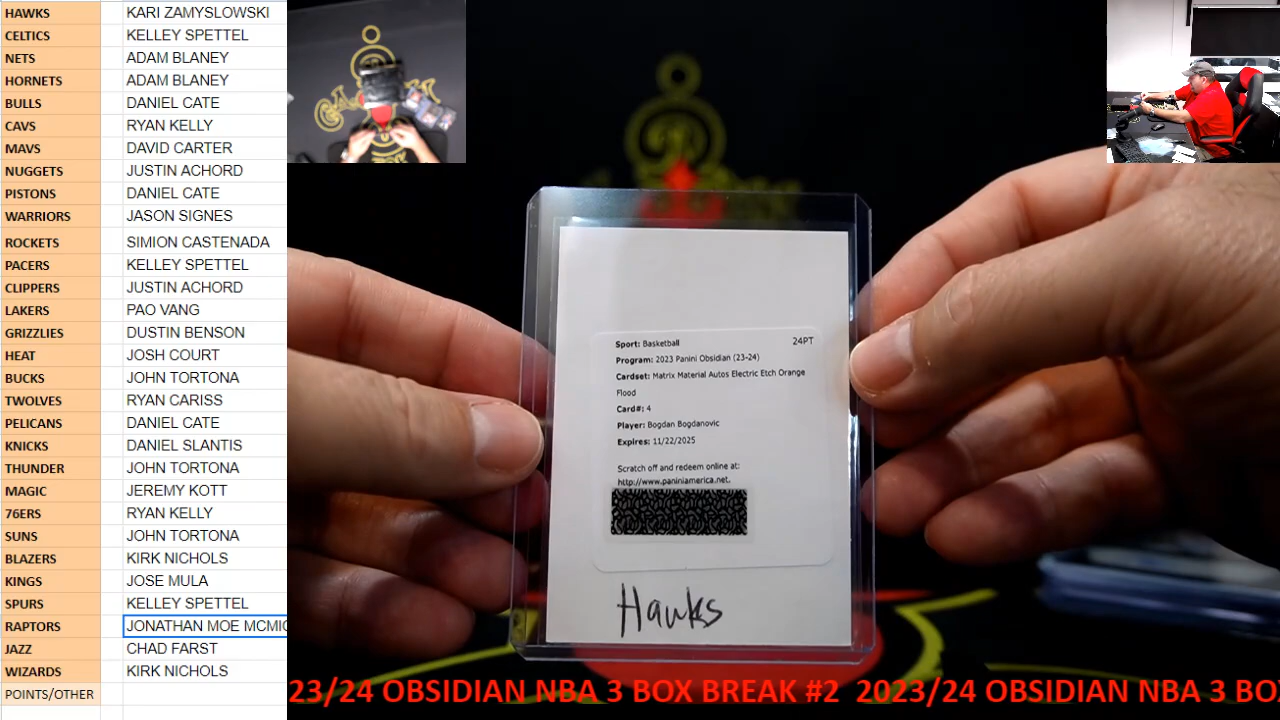 HAWKS KARI ZAMYSLOWSKI
CELTICS KELLEY SPETTEL
NETS ADAM BLANEY
HORNETS ADAM BLANEY
BULLS DANIEL CATE
CAVS RYAN KELLY
MAVS DAVID CARTER
NUGGETS JUSTIN ACHORD
PISTONS DANIEL CATE
WARRIORS JASON SIGNES
ROCKETS SIMION CASTENADA
PACERS KELLEY SPETTEL
CLIPPERS JUSTIN ACHORD
LAKERS PAO VANG
GRIZZLIES DUSTIN BENSON
HEAT JOSH COURT
BUCKS JOHN TORTONA
TWOLVES RYAN CARISS
PELICANS DANIEL CATE
KNICKS DANIEL SLANTIS
THUNDER JOHN TORTONA
MAGIC JEREMY KOTT
76ERS RYAN KELLY
SUNS JOHN TORTONA
BLAZERS KIRK NICHOLS
KINGS JOSE MULA
SPURS KELLEY SPETTEL
RAPTORS JONATHAN MOE MCMIC
JAZZ CHAD FARST
WIZARDS KIRK NICHOLS
POINTS/OTHER
Sport: Basketball 24PT
Program: 2023 Panini Obsidian (23-24)
Cardset: Matrix Material Autos Electric Etch Orange
Flood
Card#: 4
Player: Bogdan Bogdanovic
Expires: 11/22/2025
Scratch off and redeem online at:
http://www.paniniamerica.net.
Hawks
23/24 OBSIDIAN NBA 3 BOX BREAK #2 2023/24 OBSIDIAN NBA 3 BO